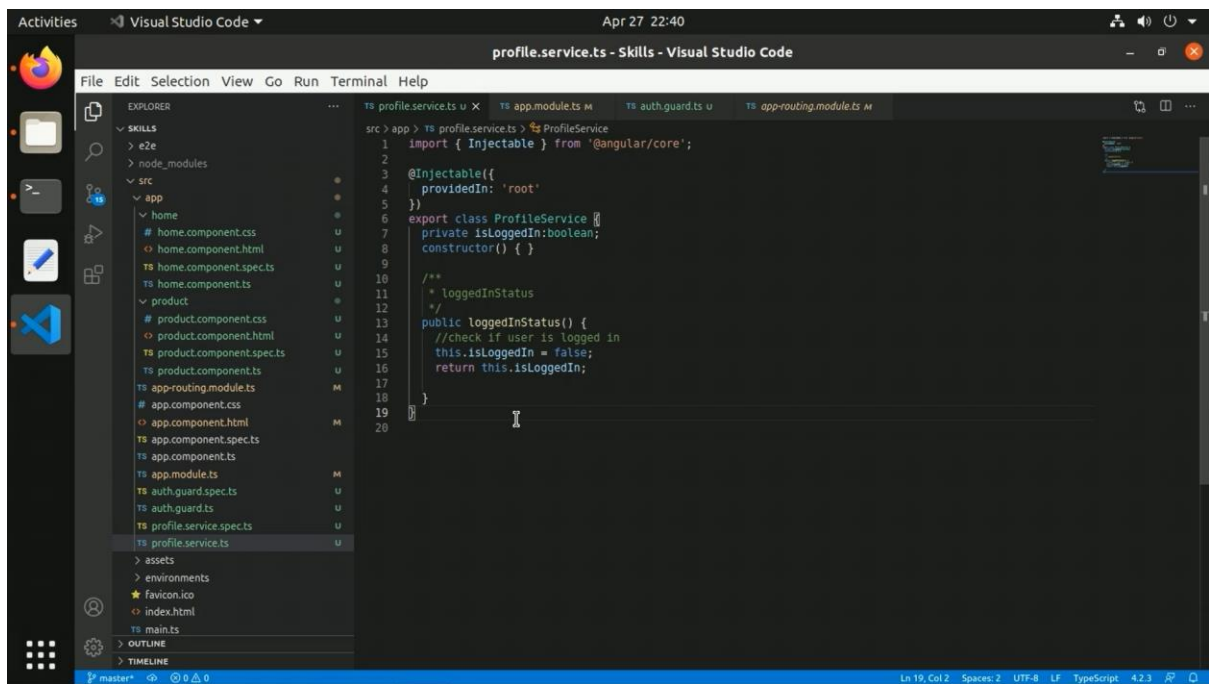 Activities
Visual Studio Code
Apr 27 22:40
profile.service.ts - Skills - Visual Studio Code
File Edit Selection View Go Run Terminal Help
EXPLORER
SKILLS
e2e
node_modules
src
app
home
# home.component.css U
home.component.html U
TS home.component.spec.ts U
TS home.component.ts U
product
# product.component.css U
product.component.html U
TS product.component.spec.ts U
TS product.component.ts U
TS app-routing.module.ts M
# app.component.css
app.component.html M
TS app.component.spec.ts
TS app.component.ts
TS app.module.ts M
TS auth.guard.spec.ts U
TS auth.guard.ts U
TS profile.service.spec.ts U
TS profile.service.ts U
assets
environments
favicon.ico
index.html
TS main.ts
OUTLINE
TIMELINE
15
TS profile.service.ts U TS app.module.ts M TS auth.guard.ts U TS app-routing.module.ts M
src > app > TS profile.service.ts > ProfileService
1 import { Injectable } from '@angular/core';
2
3 @Injectable({
4 providedIn: 'root'
5 })
6 export class ProfileService {
7 private isLoggedIn:boolean;
8 constructor() { }
9
10 /**
11 * loggedInStatus
12 */
13 public loggedInStatus() {
14 //check if user is logged in
15 this.isLoggedIn = false;
16 return this.isLoggedIn;
17
18 }
19 }
20
master* 0 0 Ln 19, Col 2 Spaces: 2 UTF-8 LF TypeScript 4.2.3